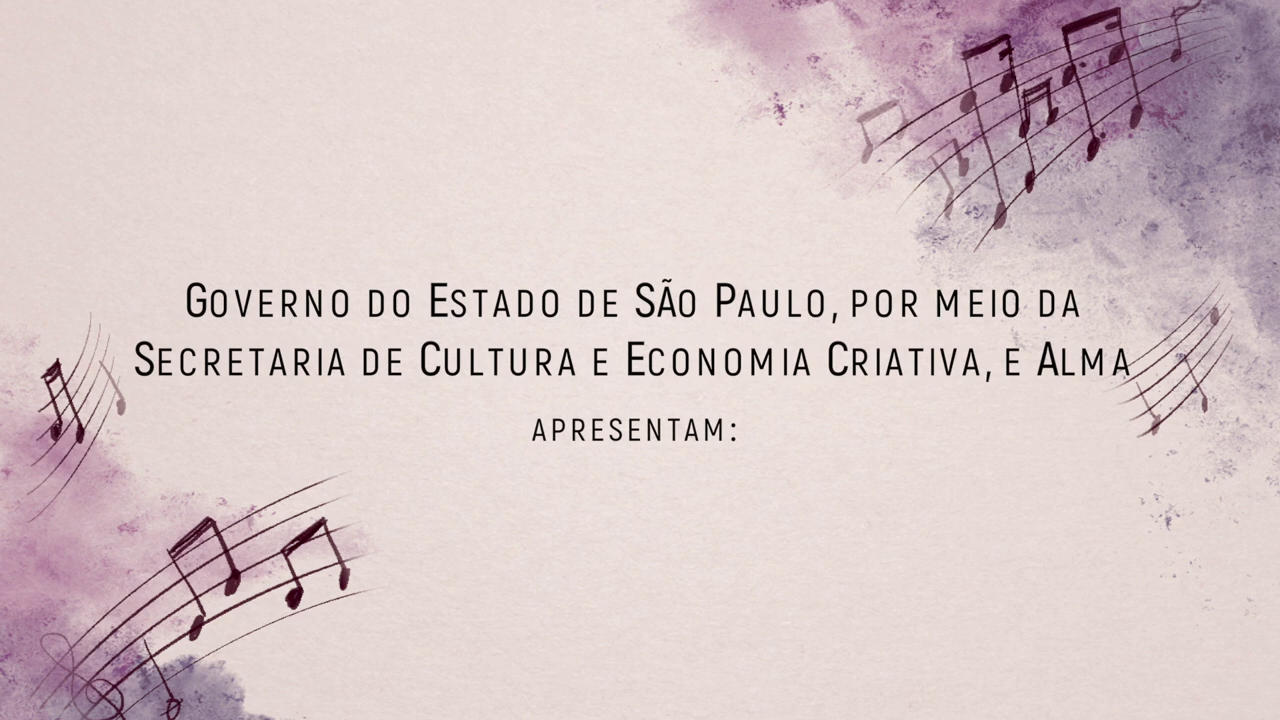 Governo do Estado de São Paulo, por meio da
Secretaria de Cultura e Economia Criativa, e Alma
apresentam: